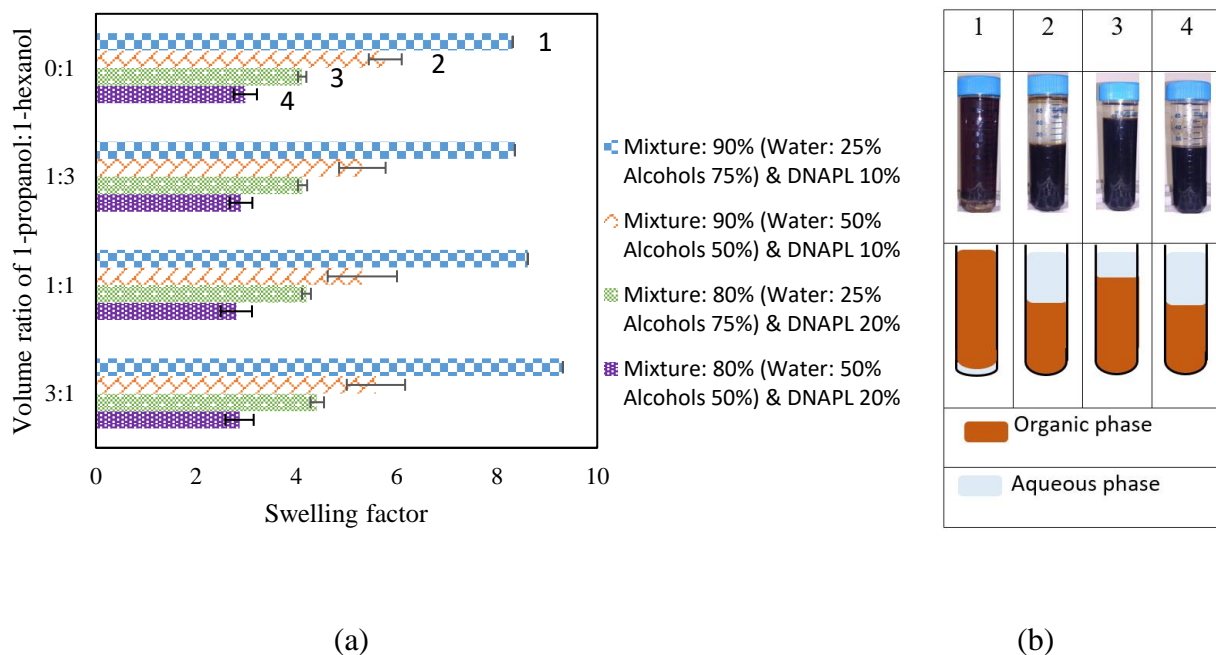 Volume ratio of 1-propanol:1-hexanol
0:1
1:3
1:1
3:1
1
2
3
4
0
2
4
6
8
10
Swelling factor
Mixture: 90% (Water: 25%
Alcohols 75%) & DNAPL 10%
Mixture: 90% (Water: 50%
Alcohols 50%) & DNAPL 10%
Mixture: 80% (Water: 25%
Alcohols 75%) & DNAPL 20%
Mixture: 80% (Water: 50%
Alcohols 50%) & DNAPL 20%
(a)
1
2
3
4
Organic phase
Aqueous phase
(b)